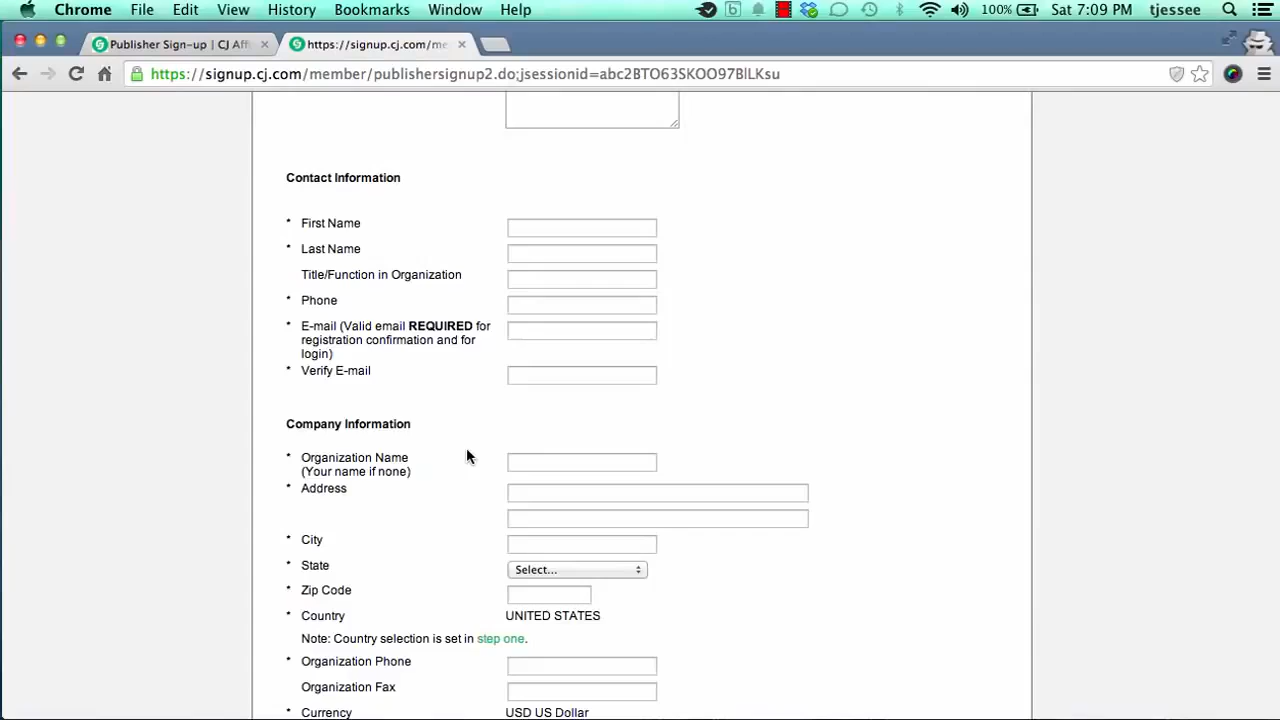 Chrome File Edit View History Bookmarks Window Help 100% Sat 7:09 PM tjessee
Publisher Sign-up | CJ Affi
https://signup.cj.com/me
https://signup.cj.com/member/publishersignup2.do;jsessionid=abc2BTO63SKOO97BlLKsu
Contact Information
* First Name
* Last Name
Title/Function in Organization
* Phone
* E-mail (Valid email REQUIRED for
registration confirmation and for
login)
* Verify E-mail
Company Information
* Organization Name
(Your name if none)
* Address
* City
* State Select...
* Zip Code
* Country UNITED STATES
Note: Country selection is set in step one.
* Organization Phone
Organization Fax
* Currency USD US Dollar